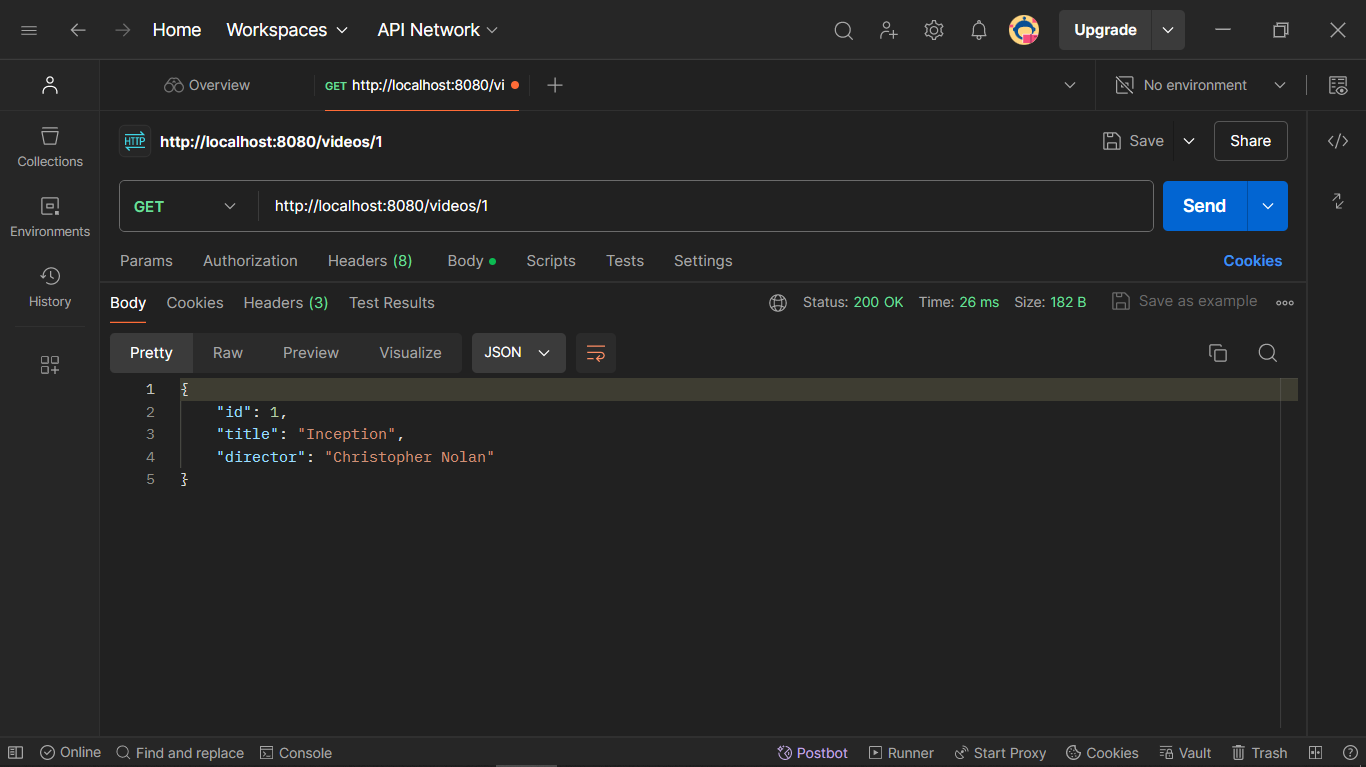 Home Workspaces API Network Upgrade
Overview GET http://localhost:8080/vi No environment
HTTP http://localhost:8080/videos/1 Save Share
Collections
GET http://localhost:8080/videos/1 Send
Environments
Params Authorization Headers (8) Body Scripts Tests Settings Cookies
History
Body Cookies Headers (3) Test Results Status: 200 OK Time: 26 ms Size: 182 B Save as example
Pretty Raw Preview Visualize JSON
1 {
2 "id": 1,
3 "title": "Inception",
4 "director": "Christopher Nolan"
5 }
Online Find and replace Console Postbot Runner Start Proxy Cookies Vault Trash